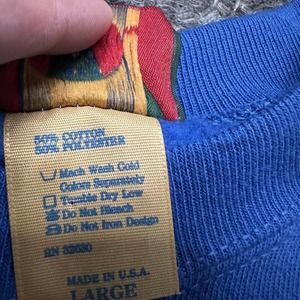 50% COTTON
50% POLYESTER
Mach Wash Cold
Colors Separately
Tumble Dry Low
Do Not Bleach
Do Not Iron Design
RN 32630
MADE IN U.S.A.
LARGE